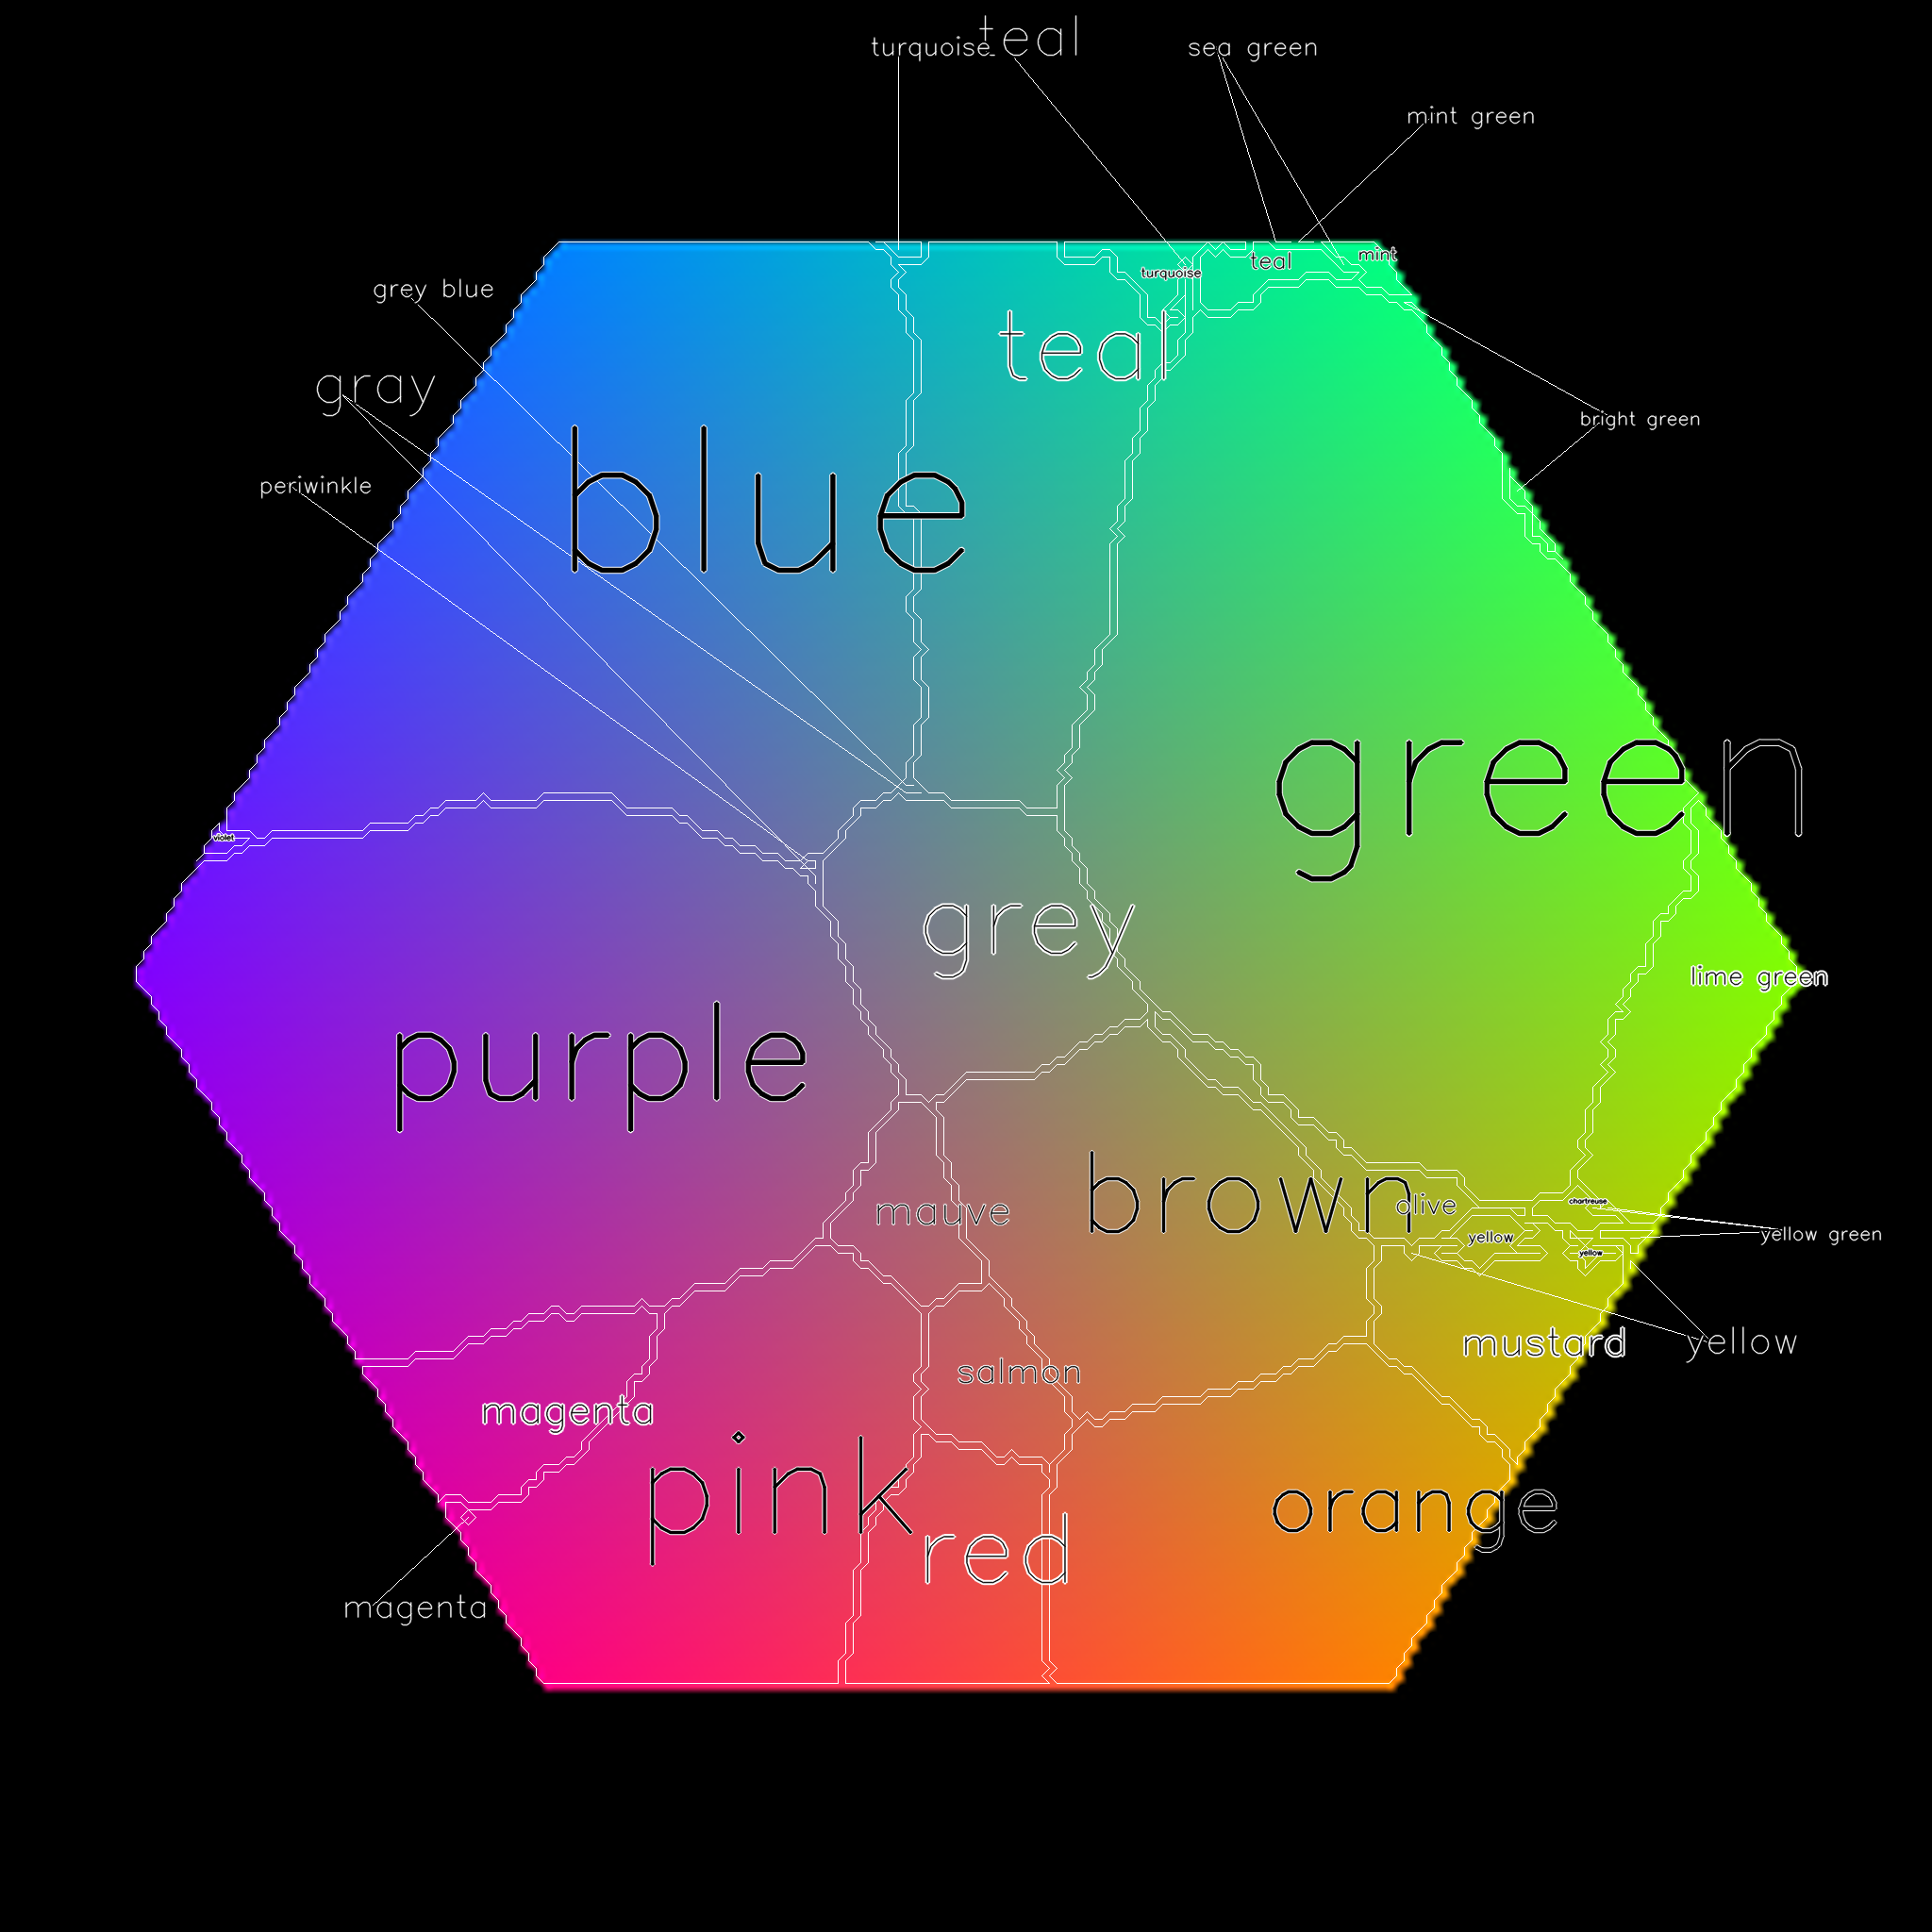 teal
turquoise
sea green
mint green
mint
teal
turquoise
grey blue
teal
gray
bright green
periwinkle
blue
green
violet
grey
lime green
purple
chartreuse
brown
olive
mauve
yellow green
yellow
yellow
mustard
yellow
salmon
magenta
pink
orange
red
magenta